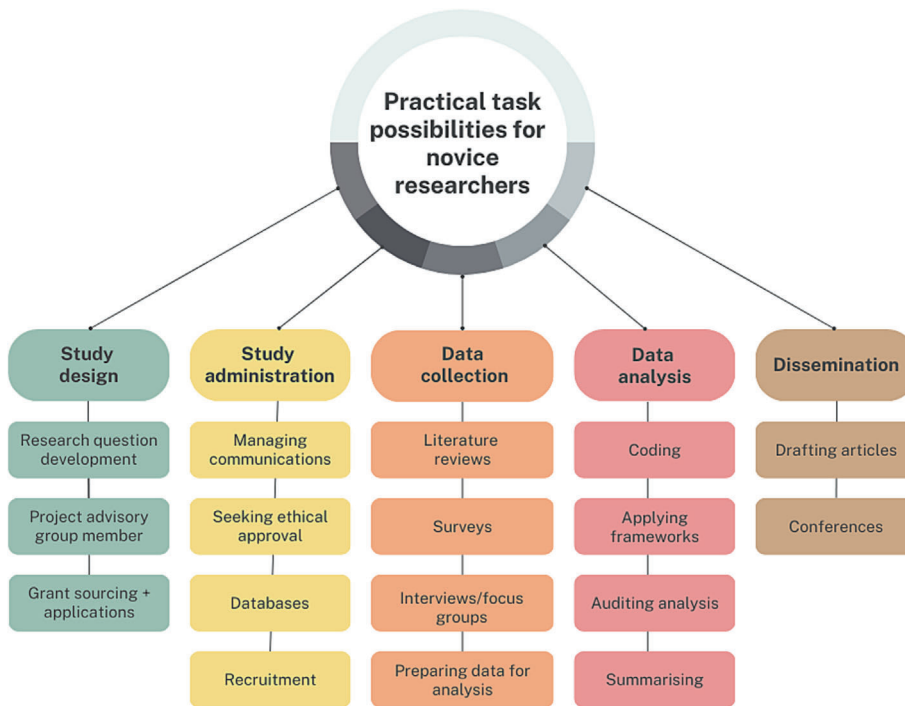 Practical task
possibilities for
novice
researchers
Study
design
Study
administration
Data
collection
Data
analysis
Dissemination
Research question
development
Managing
communications
Literature
reviews
Coding
Drafting articles
Project advisory
group member
Seeking ethical
approval
Surveys
Applying
frameworks
Conferences
Grant sourcing +
applications
Databases
Interviews/focus
groups
Auditing analysis
Recruitment
Preparing data for
analysis
Summarising